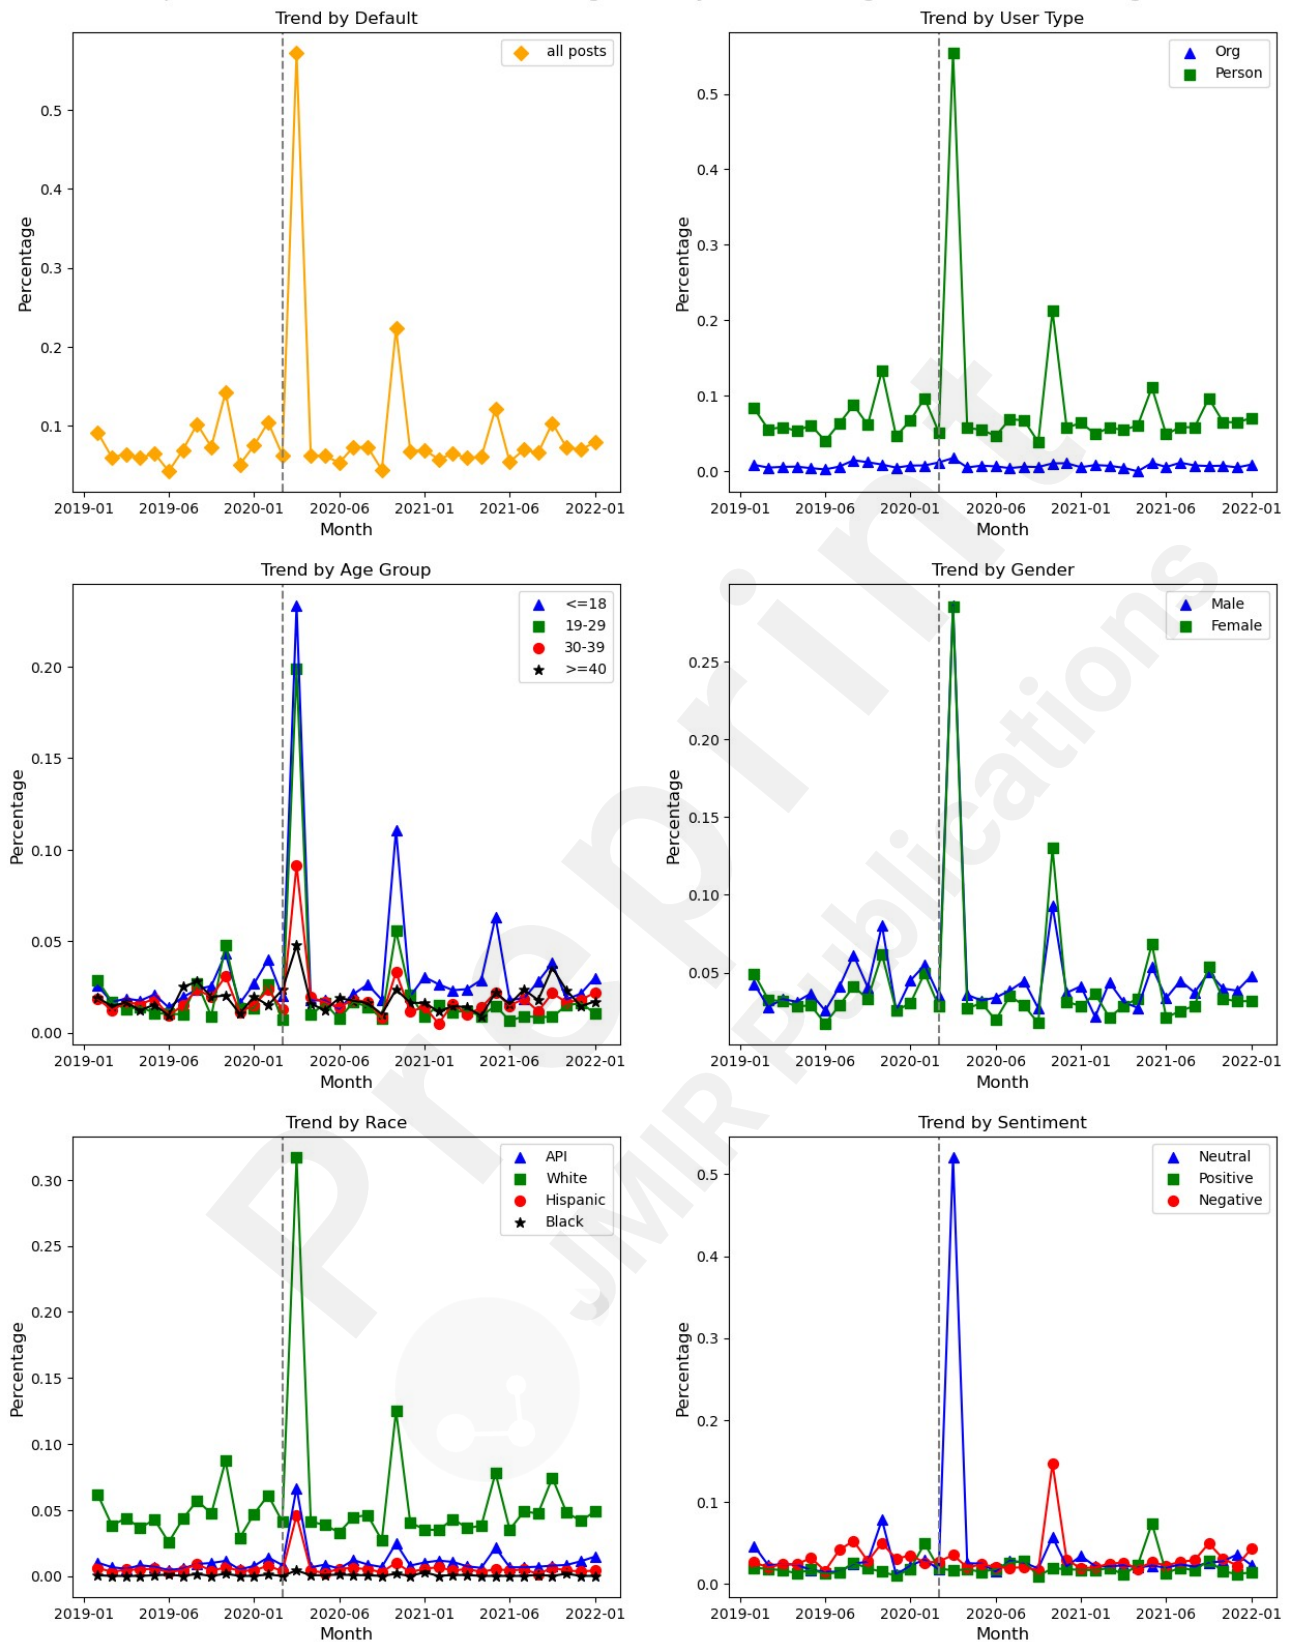 Trend by Default
Percentage
0.5
0.4
0.3
0.2
0.1
all posts
2019-01 2019-06 2020-01 2020-06 2021-01 2021-06 2022-01
Month
Trend by User Type
Percentage
0.5
0.4
0.3
0.2
0.1
0.0
Org
Person
2019-01 2019-06 2020-01 2020-06 2021-01 2021-06 2022-01
Month
Trend by Age Group
Percentage
0.20
0.15
0.10
0.05
0.00
<=18
19-29
30-39
>=40
2019-01 2019-06 2020-01 2020-06 2021-01 2021-06 2022-01
Month
Trend by Gender
Percentage
0.25
0.20
0.15
0.10
0.05
Male
Female
2019-01 2019-06 2020-01 2020-06 2021-01 2021-06 2022-01
Month
Trend by Race
Percentage
0.30
0.25
0.20
0.15
0.10
0.05
0.00
API
White
Hispanic
Black
2019-01 2019-06 2020-01 2020-06 2021-01 2021-06 2022-01
Month
Trend by Sentiment
Percentage
0.5
0.4
0.3
0.2
0.1
0.0
Neutral
Positive
Negative
2019-01 2019-06 2020-01 2020-06 2021-01 2021-06 2022-01
Month
Preprint
JMIR Publications